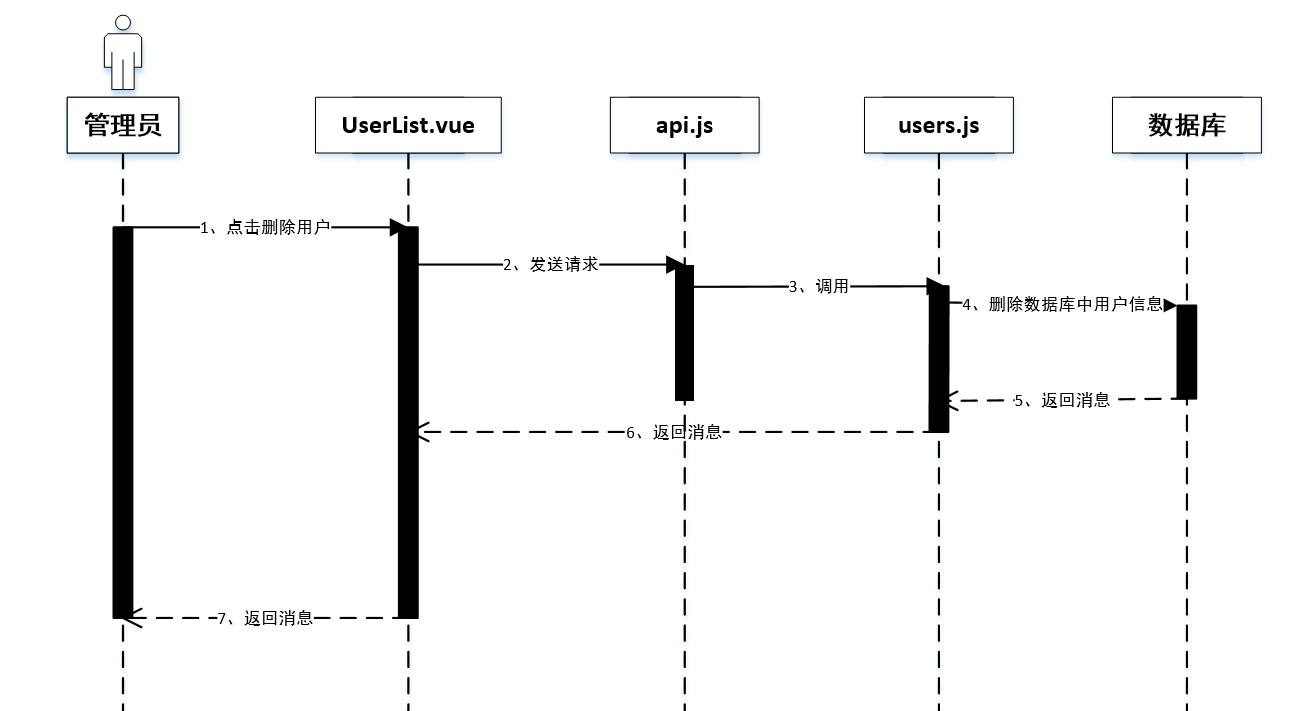 管理员
UserList.vue
api.js
users.js
数据库
1、点击删除用户
2、发送请求
3、调用
4、删除数据库中用户信息
5、返回消息
6、返回消息
7、返回消息